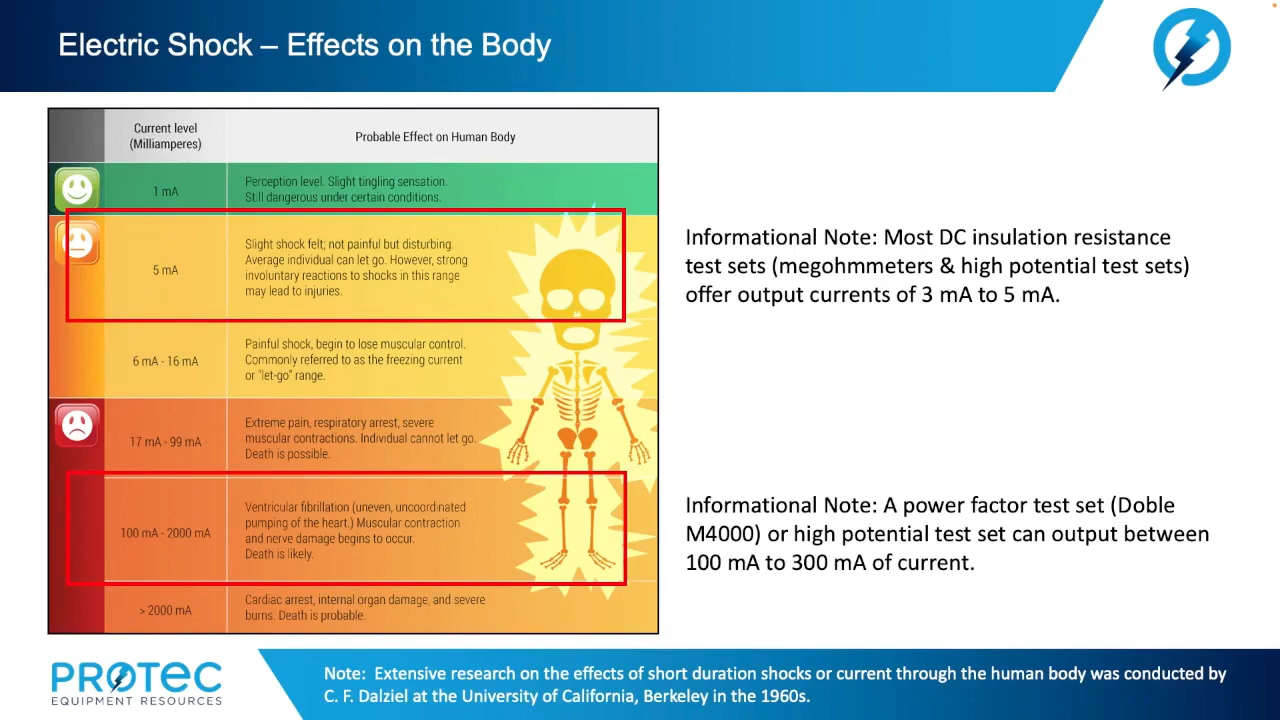 Electric Shock – Effects on the Body
Current level
(Milliamperes)
Probable Effect on Human Body
1 mA
Perception level. Slight tingling sensation.
Still dangerous under certain conditions.
5 mA
Slight shock felt; not painful but disturbing.
Average individual can let go. However, strong
involuntary reactions to shocks in this range
may lead to injuries.
6 mA - 16 mA
Painful shock, begin to lose muscular control.
Commonly referred to as the freezing current
or "let-go" range.
17 mA - 99 mA
Extreme pain, respiratory arrest, severe
muscular contractions. Individual cannot let go.
Death is possible.
100 mA - 2000 mA
Ventricular fibrillation (uneven, uncoordinated
pumping of the heart.) Muscular contraction
and nerve damage begins to occur.
Death is likely.
> 2000 mA
Cardiac arrest, internal organ damage, and severe
burns. Death is probable.
Informational Note: Most DC insulation resistance
test sets (megohmmeters & high potential test sets)
offer output currents of 3 mA to 5 mA.
Informational Note: A power factor test set (Doble
M4000) or high potential test set can output between
100 mA to 300 mA of current.
PROTEC
EQUIPMENT RESOURCES
Note: Extensive research on the effects of short duration shocks or current through the human body was conducted by
C. F. Dalziel at the University of California, Berkeley in the 1960s.